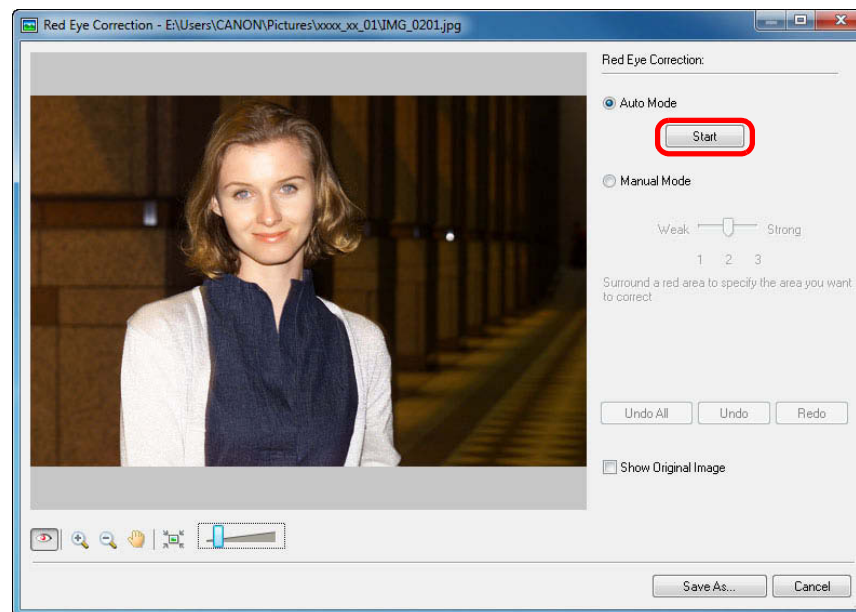 Red Eye Correction - E:\Users\CANON\Pictures\xxxx_xx_01\IMG_0201.jpg
Red Eye Correction:
Auto Mode
Start
Manual Mode
Weak Strong
1 2 3
Surround a red area to specify the area you want
to correct
Undo All Undo Redo
Show Original Image
Save As... Cancel